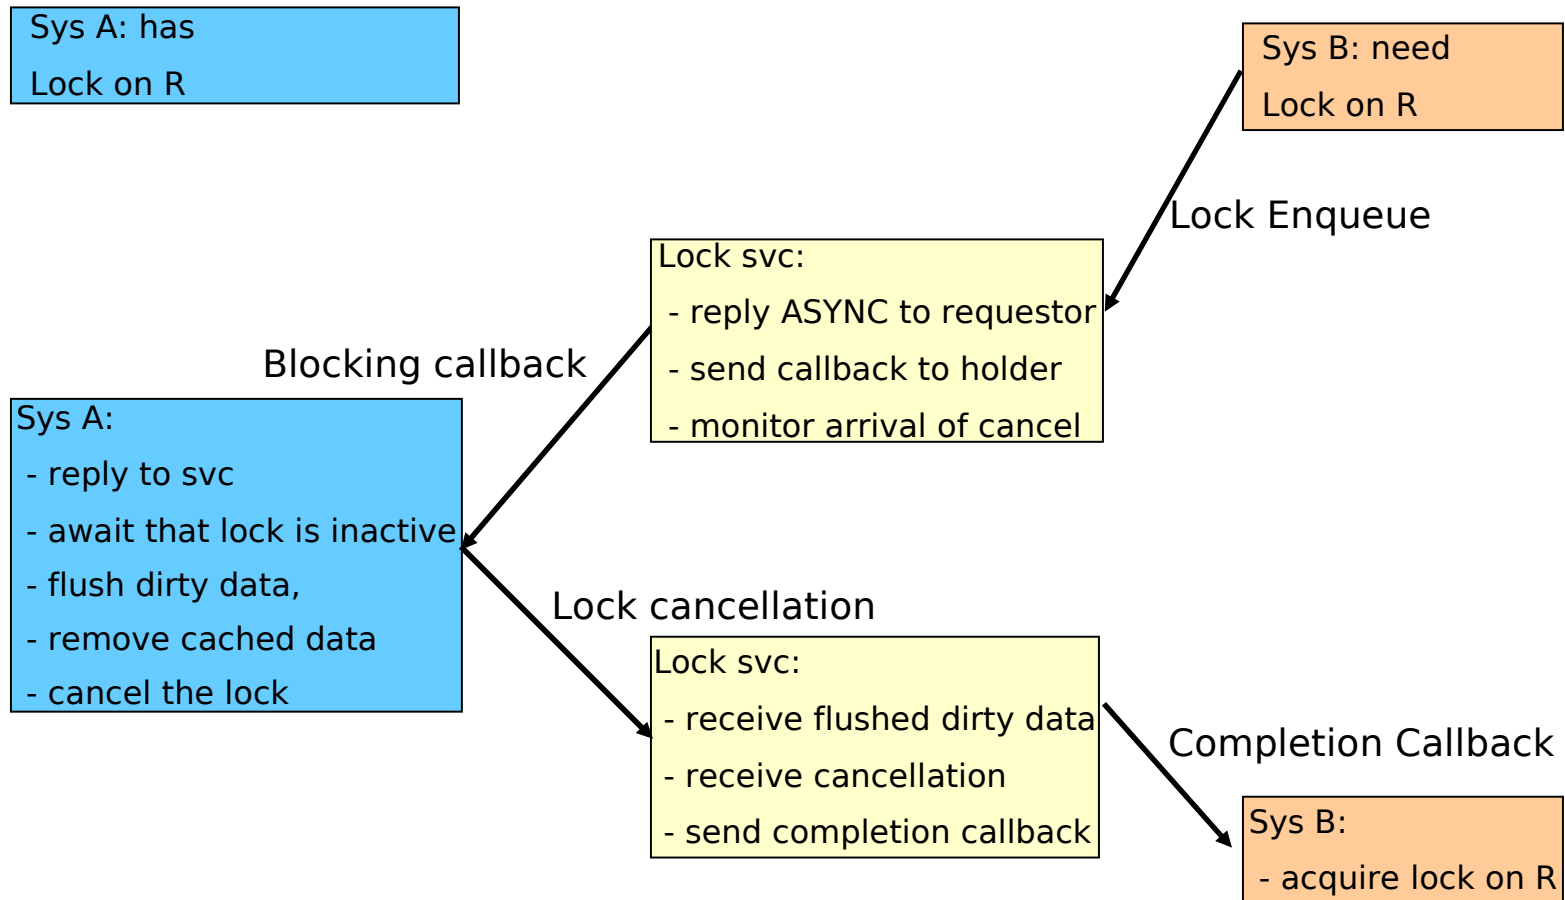 Sys A: has
Lock on R
Sys B: need
Lock on R
Lock Enqueue
Lock svc:
- reply ASYNC to requestor
- send callback to holder
- monitor arrival of cancel
Blocking callback
Sys A:
- reply to svc
- await that lock is inactive
- flush dirty data,
- remove cached data
- cancel the lock
Lock cancellation
Lock svc:
- receive flushed dirty data
- receive cancellation
- send completion callback
Completion Callback
Sys B:
- acquire lock on R